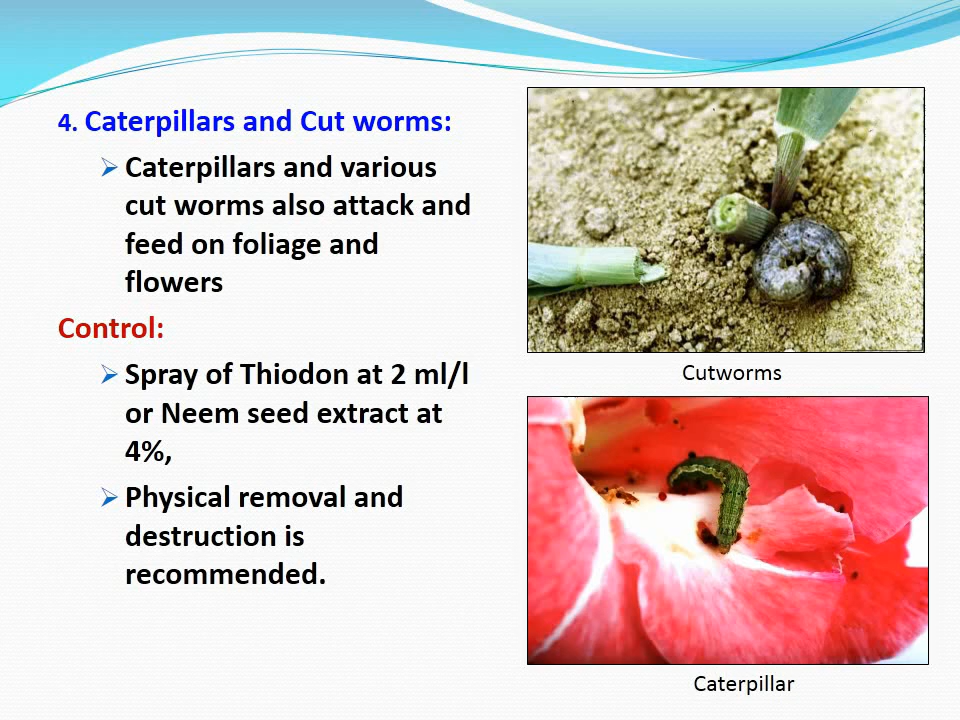 4. Caterpillars and Cut worms:
Caterpillars and various
cut worms also attack and
feed on foliage and
flowers
Control:
Spray of Thiodon at 2 ml/l
or Neem seed extract at
4%,
Physical removal and
destruction is
recommended.
Cutworms
Caterpillar